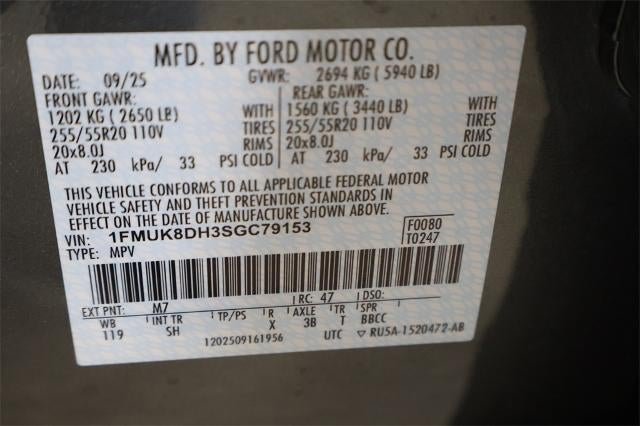 MFD. BY FORD MOTOR CO.
DATE: 09/25 GVWR: 2694 KG ( 5940 LB)
FRONT GAWR: REAR GAWR:
1202 KG ( 2650 LB) WITH 1560 KG ( 3440 LB) WITH
255/55R20 110V TIRES 255/55R20 110V TIRES
20x8.0J RIMS 20x8.0J RIMS
AT 230 kPa/ 33 PSI COLD AT 230 kPa/ 33 PSI COLD
THIS VEHICLE CONFORMS TO ALL APPLICABLE FEDERAL MOTOR
VEHICLE SAFETY AND THEFT PREVENTION STANDARDS IN
EFFECT ON THE DATE OF MANUFACTURE SHOWN ABOVE.
VIN: 1FMUK8DH3SGC79153 F0080
TYPE: MPV T0247
EXT PNT: M7 RC: 47 DSO:
WB INT TR TP/PS R AXLE TR SPR
119 SH X 3B T BBCC
1202509161956 UTC ▽ RU5A-1520472-AB